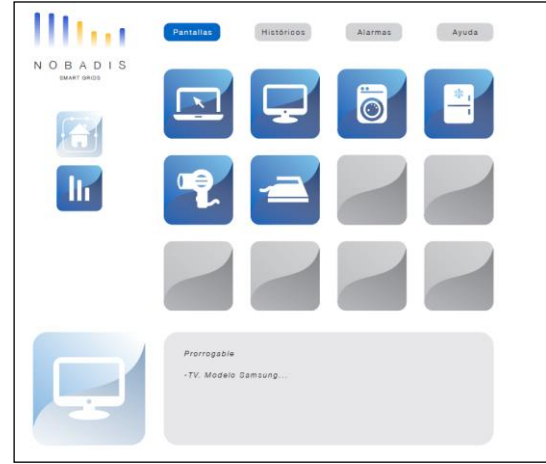 Pantallas
Históricos
Alarmas
Ayuda
NOBADIS
SMART GRIDS
Prorrogable
-TV. Modelo Samsung...